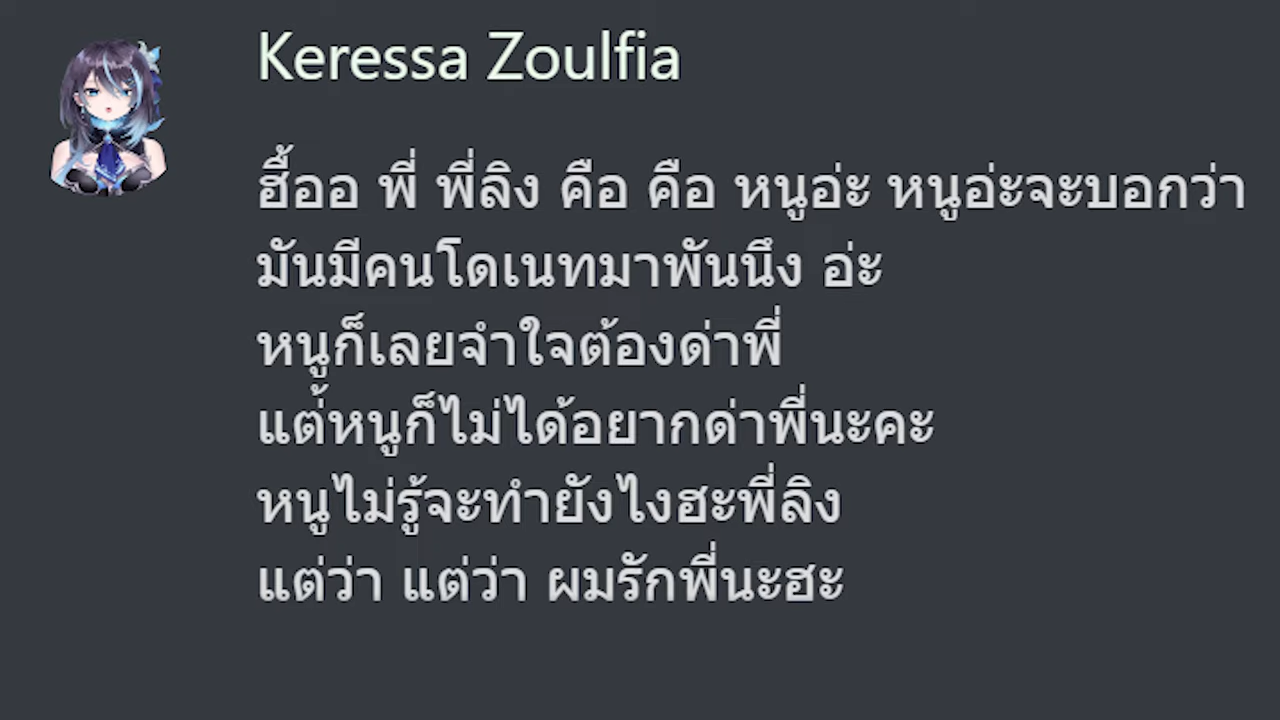 Keressa Zoulfia
ฮื้ออ พี่ พี่ลิง คือ คือ หนูอ่ะ หนูอ่ะจะบอกว่า
มันมีคนโดเนทมาพันนึง อ่ะ
หนูก็เลยจำใจต้องด่าพี่
แต่้หนูก็ไม่ได้อยากด่าพี่นะคะ
หนูไม่รู้จะทำยังไงฮะพี่ลิง
แต่ว่า แต่ว่า ผมรักพี่นะฮะ